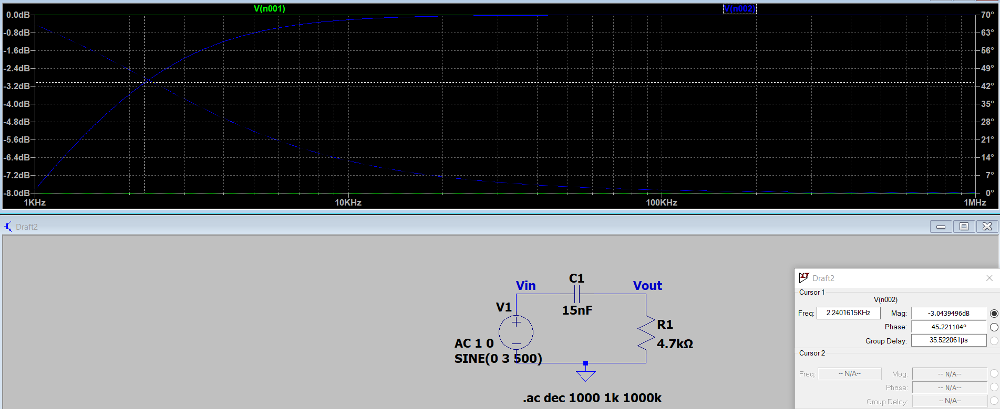 V(n001)
V(n002)
0.0dB
70°
-0.8dB
63°
-1.6dB
56°
-2.4dB
49°
-3.2dB
42°
-4.0dB
35°
-4.8dB
28°
-5.6dB
21°
-6.4dB
14°
-7.2dB
7°
-8.0dB
0°
1KHz
10KHz
100KHz
1MHz
Draft2
Vin
C1
Vout
V1
15nF
R1
4.7kΩ
AC 1 0
SINE(0 3 500)
.ac dec 1000 1k 1000k
Draft2
Cursor 1
V(n002)
Freq: 2.2401615KHz Mag: -3.0439496dB
Phase: 45.221104°
Group Delay: 35.522061µs
Cursor 2
Freq: -- N/A-- Mag: -- N/A--
Phase: -- N/A--
Group Delay: -- N/A--